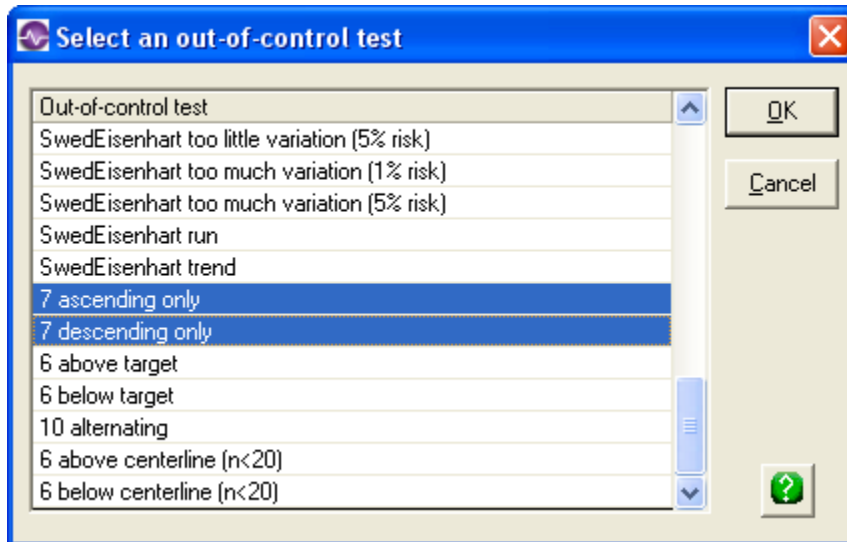 Select an out-of-control test
Out-of-control test
SwedEisenhart too little variation (5% risk)
SwedEisenhart too much variation (1% risk)
SwedEisenhart too much variation (5% risk)
SwedEisenhart run
SwedEisenhart trend
7 ascending only
7 descending only
6 above target
6 below target
10 alternating
6 above centerline (n<20)
6 below centerline (n<20)
OK
Cancel
?